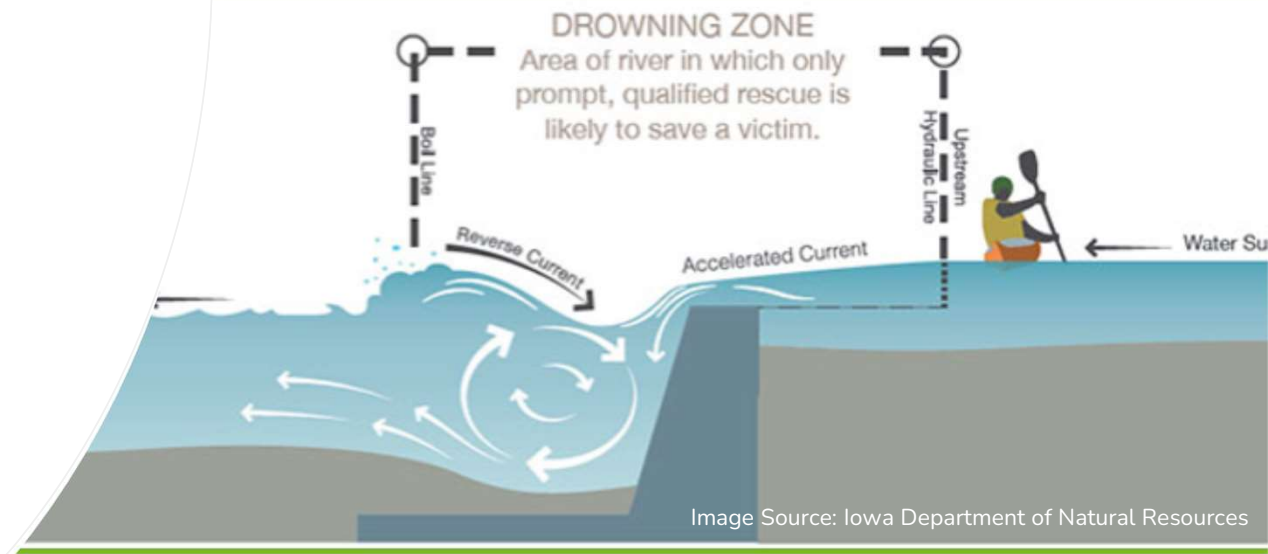 DROWNING ZONE
Area of river in which only
prompt, qualified rescue is
likely to save a victim.
Boil Line
Upstream
Hydraulic Line
Reverse Current
Accelerated Current
Water Su
Image Source: Iowa Department of Natural Resources